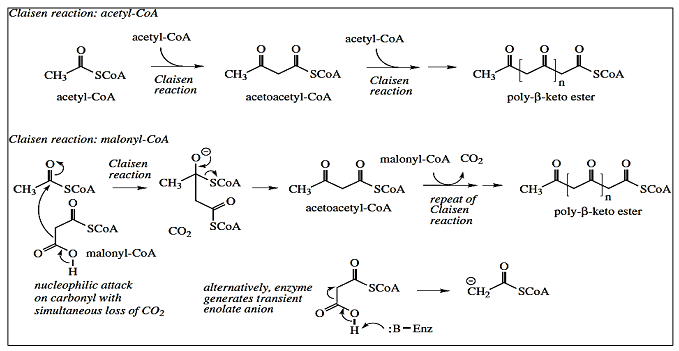 Claisen reaction: acetyl-CoA
O acetyl-CoA O O acetyl-CoA O O O
CH3 SCoA Claisen reaction CH3 SCoA Claisen reaction CH3 n SCoA
acetyl-CoA acetoacetyl-CoA poly-β-keto ester
Claisen reaction: malonyl-CoA
O Claisen reaction O ⊖ O O malonyl-CoA CO2 O O O
CH3 SCoA CH3 SCoA CH3 SCoA CH3 n SCoA
O O acetoacetyl-CoA repeat of Claisen reaction poly-β-keto ester
SCoA CO2 SCoA
O O malonyl-CoA
H
nucleophilic attack
on carbonyl with
simultaneous loss of CO2
alternatively, enzyme
generates transient
enolate anion
O ⊖ O
SCoA CH2 SCoA
O O
H :B–Enz